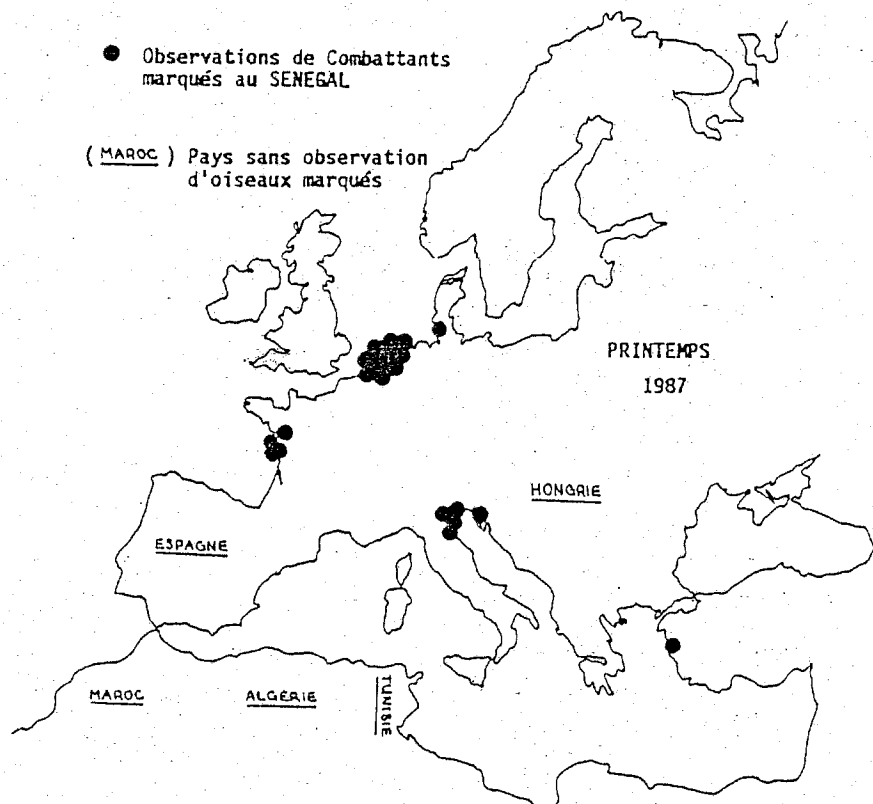 Observations de Combattants
marqués au SENEGAL
(MAROC) Pays sans observation
d'oiseaux marqués
PRINTEMPS
1987
HONGRIE
ESPAGNE
MAROC
ALGÉRIE
TUNISIE